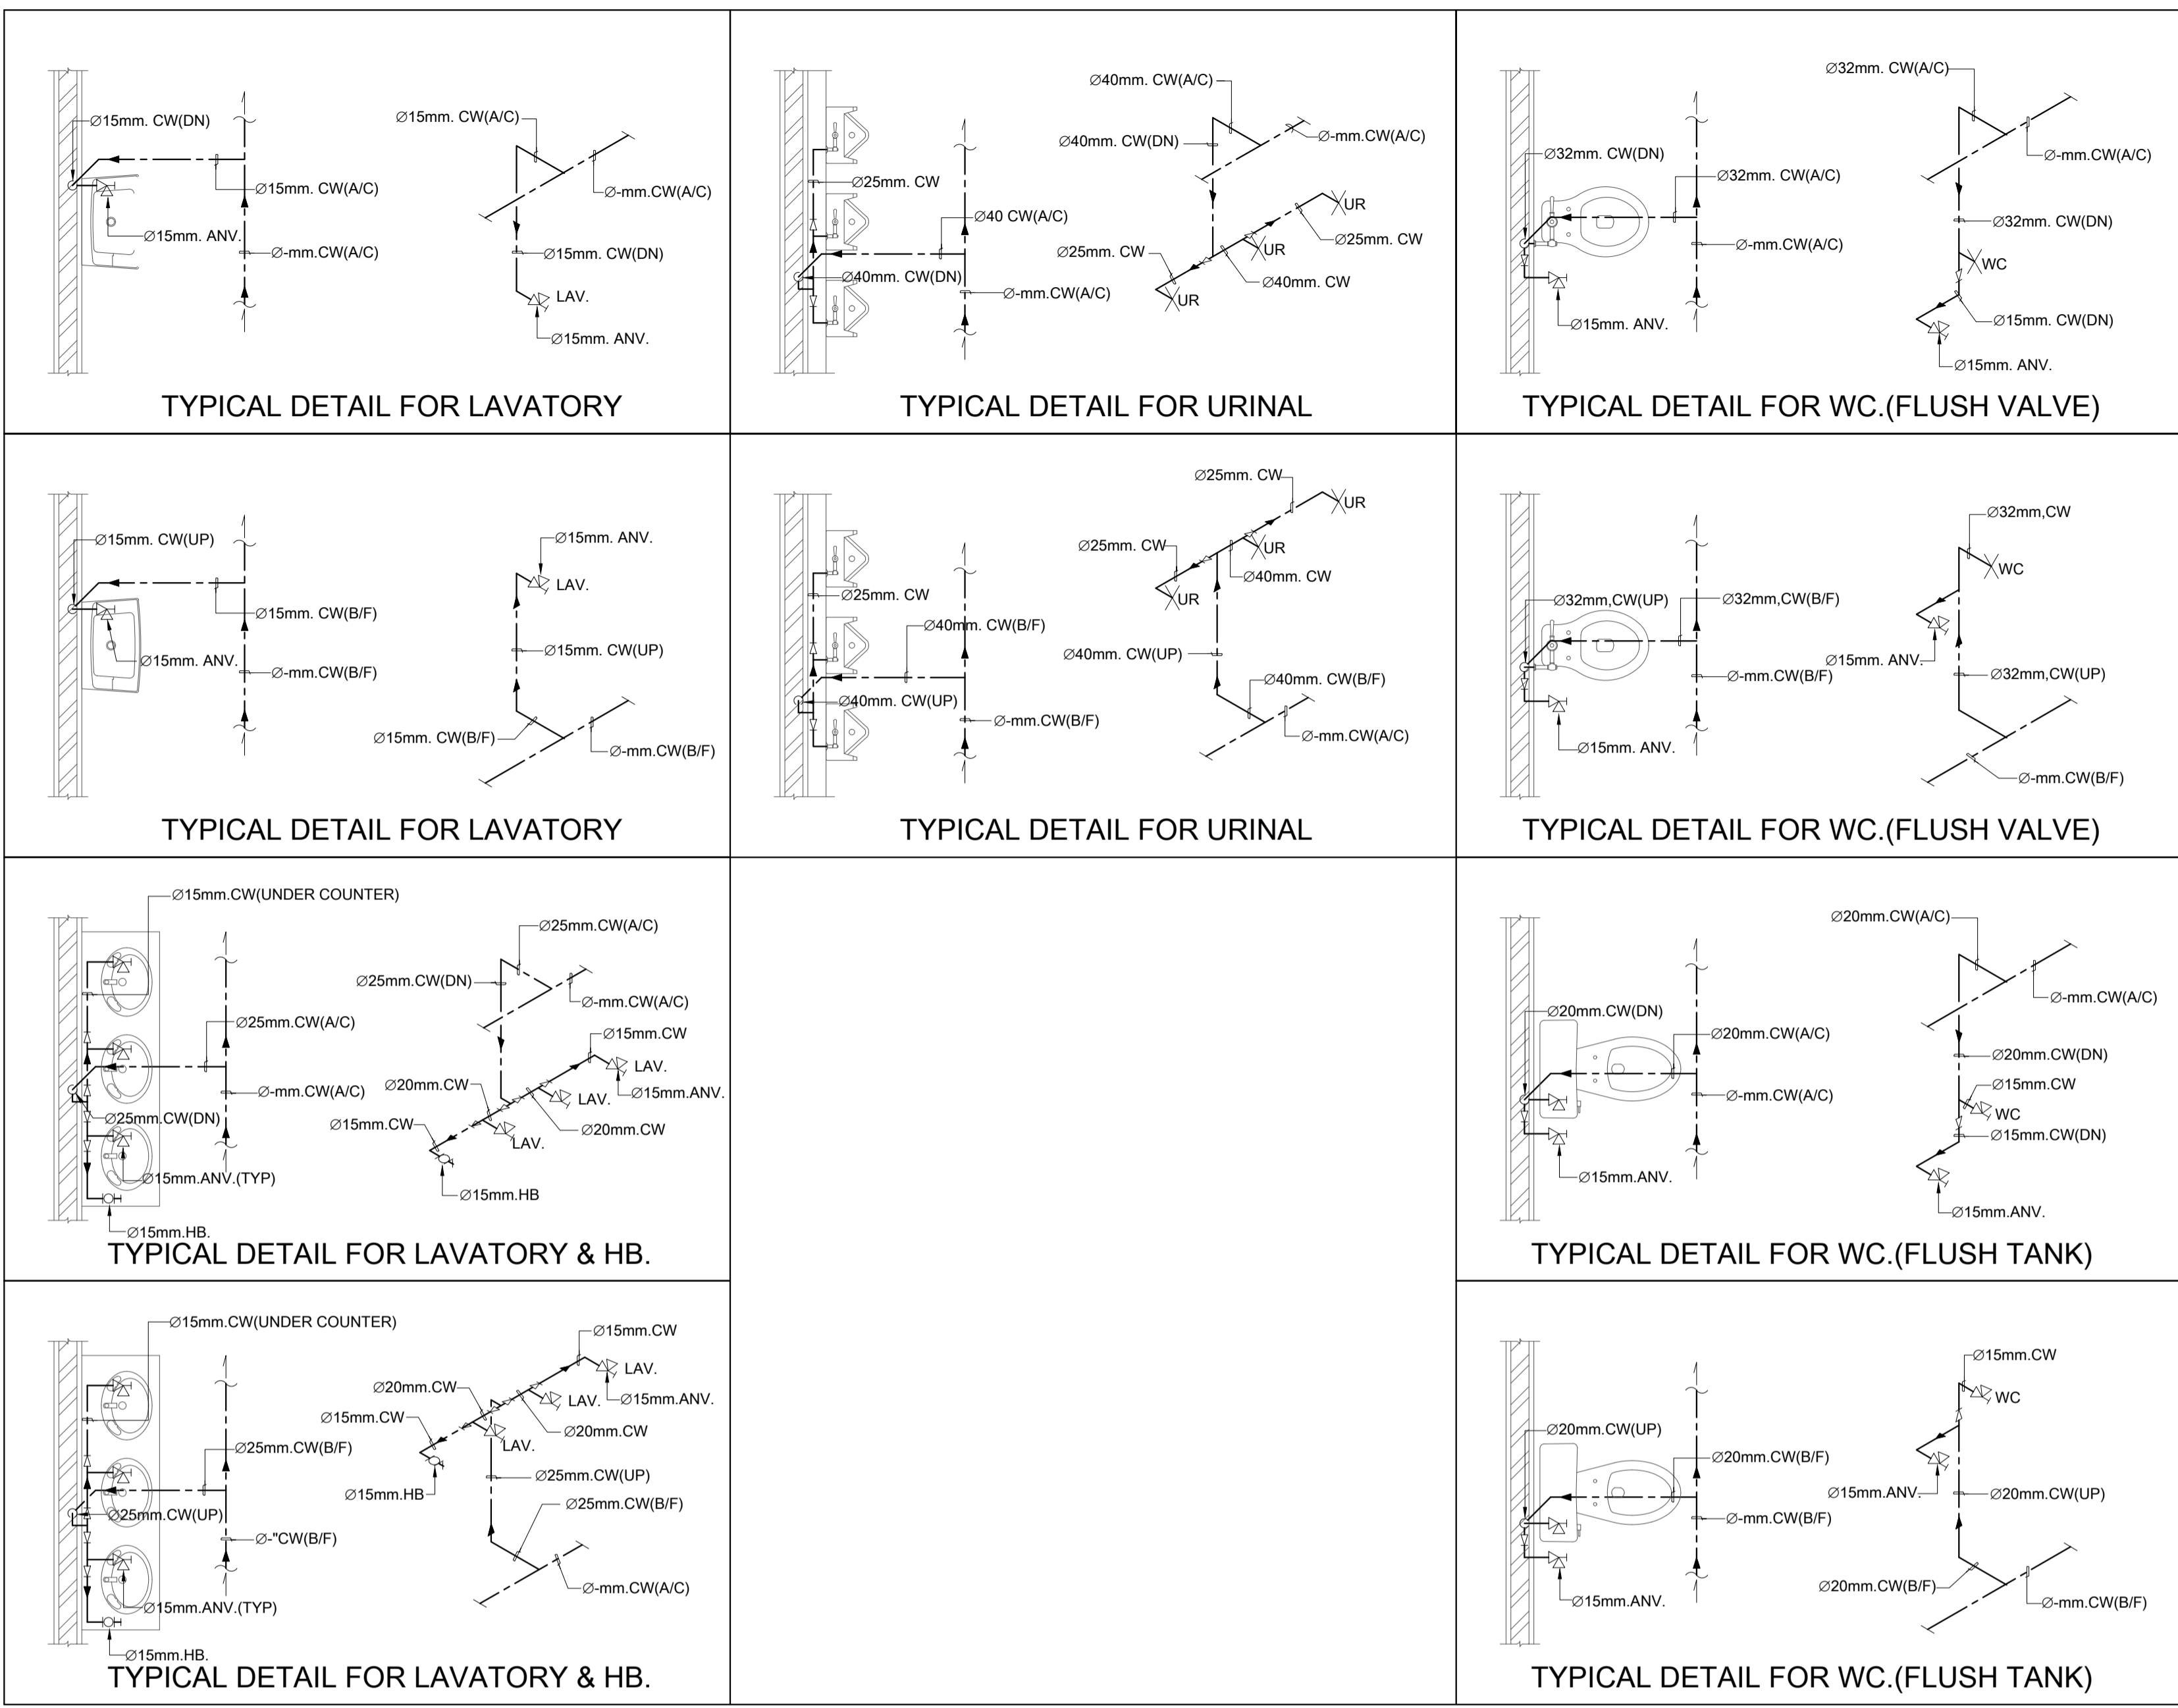 Ø15mm. CW(DN)
Ø15mm. CW(A/C)
Ø15mm. ANV.
Ø-mm.CW(A/C)
Ø15mm. CW(A/C)
Ø-mm.CW(A/C)
Ø15mm. CW(DN)
LAV.
Ø15mm. ANV.
TYPICAL DETAIL FOR LAVATORY
Ø25mm. CW
Ø40 CW(A/C)
Ø40mm. CW(DN)
Ø-mm.CW(A/C)
Ø40mm. CW(A/C)
Ø-mm.CW(A/C)
Ø40mm. CW(DN)
UR
Ø25mm. CW
UR
Ø25mm. CW
Ø40mm. CW
UR
TYPICAL DETAIL FOR URINAL
Ø32mm. CW(DN)
Ø32mm. CW(A/C)
Ø-mm.CW(A/C)
Ø15mm. ANV.
Ø32mm. CW(A/C)
Ø-mm.CW(A/C)
Ø32mm. CW(DN)
WC
Ø15mm. CW(DN)
Ø15mm. ANV.
TYPICAL DETAIL FOR WC.(FLUSH VALVE)
Ø15mm. CW(UP)
Ø15mm. CW(B/F)
Ø15mm. ANV.
Ø-mm.CW(B/F)
Ø15mm. ANV.
LAV.
Ø15mm. CW(UP)
Ø15mm. CW(B/F)
Ø-mm.CW(B/F)
TYPICAL DETAIL FOR LAVATORY
Ø25mm. CW
Ø40mm. CW(B/F)
Ø40mm. CW(UP)
Ø-mm.CW(B/F)
Ø25mm. CW
UR
Ø25mm. CW
UR
Ø40mm. CW
UR
Ø40mm. CW(UP)
Ø40mm. CW(B/F)
Ø-mm.CW(A/C)
TYPICAL DETAIL FOR URINAL
Ø32mm,CW(UP)
Ø32mm,CW(B/F)
Ø-mm.CW(B/F)
Ø15mm. ANV.
Ø32mm,CW
WC
Ø15mm. ANV.
Ø32mm,CW(UP)
Ø-mm.CW(B/F)
TYPICAL DETAIL FOR WC.(FLUSH VALVE)
Ø15mm.CW(UNDER COUNTER)
Ø25mm.CW(A/C)
Ø-mm.CW(A/C)
Ø25mm.CW(DN)
Ø15mm.ANV.(TYP)
Ø15mm.HB.
Ø25mm.CW(A/C)
Ø25mm.CW(DN)
Ø-mm.CW(A/C)
Ø15mm.CW
LAV.
Ø20mm.CW
Ø15mm.ANV.
LAV.
Ø15mm.CW
Ø20mm.CW
LAV.
Ø15mm.HB
TYPICAL DETAIL FOR LAVATORY & HB.
Ø20mm.CW(DN)
Ø20mm.CW(A/C)
Ø-mm.CW(A/C)
Ø15mm.ANV.
Ø20mm.CW(A/C)
Ø-mm.CW(A/C)
Ø20mm.CW(DN)
Ø15mm.CW
WC
Ø15mm.CW(DN)
Ø15mm.ANV.
TYPICAL DETAIL FOR WC.(FLUSH TANK)
Ø15mm.CW(UNDER COUNTER)
Ø25mm.CW(B/F)
Ø25mm.CW(UP)
Ø-"CW(B/F)
Ø15mm.ANV.(TYP)
Ø15mm.HB.
Ø15mm.CW
LAV.
Ø20mm.CW
LAV.
Ø15mm.ANV.
Ø15mm.CW
Ø20mm.CW
LAV.
Ø25mm.CW(UP)
Ø15mm.HB
Ø25mm.CW(B/F)
Ø-mm.CW(A/C)
TYPICAL DETAIL FOR LAVATORY & HB.
Ø20mm.CW(UP)
Ø20mm.CW(B/F)
Ø-mm.CW(B/F)
Ø15mm.ANV.
Ø15mm.CW
WC
Ø15mm.ANV.
Ø20mm.CW(UP)
Ø20mm.CW(B/F)
Ø-mm.CW(B/F)
TYPICAL DETAIL FOR WC.(FLUSH TANK)